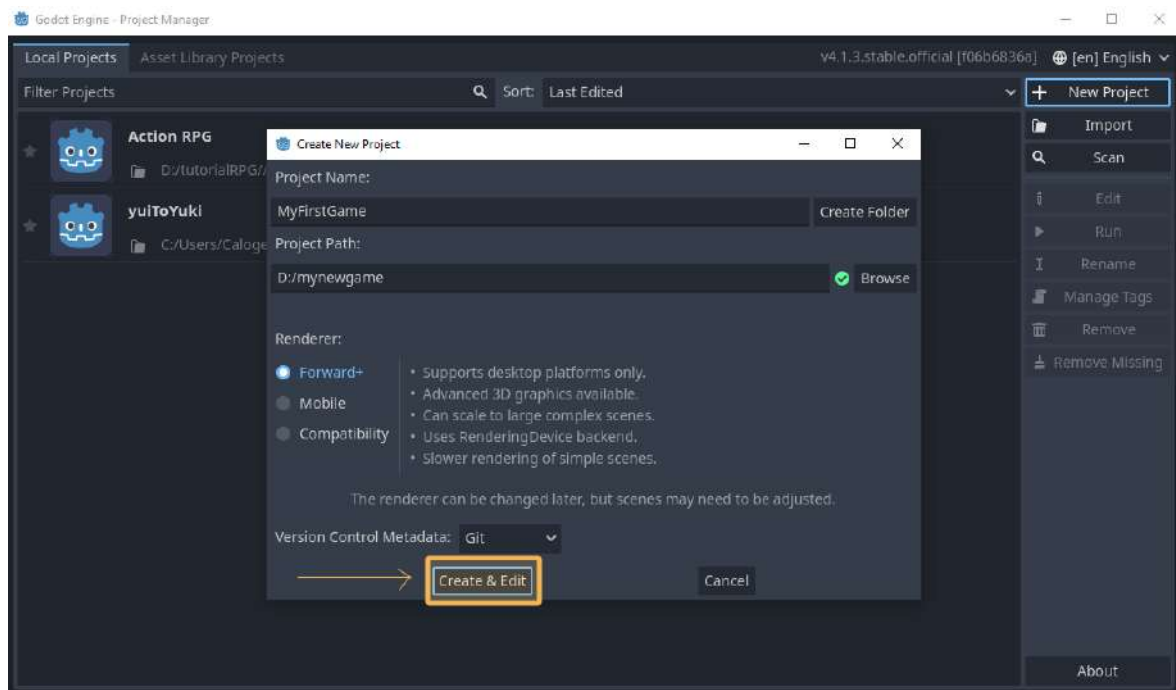 Godot Engine - Project Manager
Local Projects Asset Library Projects v4.1.3.stable.official [f06b6836a] [en] English
Filter Projects Sort: Last Edited New Project
Import
Scan
Edit
Run
Rename
Manage Tags
Remove
Remove Missing
About
Action RPG
D:/tutorialRPG/
yuiToYuki
C:/Users/Caloge
Create New Project
Project Name:
MyFirstGame Create Folder
Project Path:
D:/mynewgame Browse
Renderer:
Forward+
Mobile
Compatibility
• Supports desktop platforms only.
• Advanced 3D graphics available.
• Can scale to large complex scenes.
• Uses RenderingDevice backend.
• Slower rendering of simple scenes.
The renderer can be changed later, but scenes may need to be adjusted.
Version Control Metadata: Git
Create & Edit Cancel